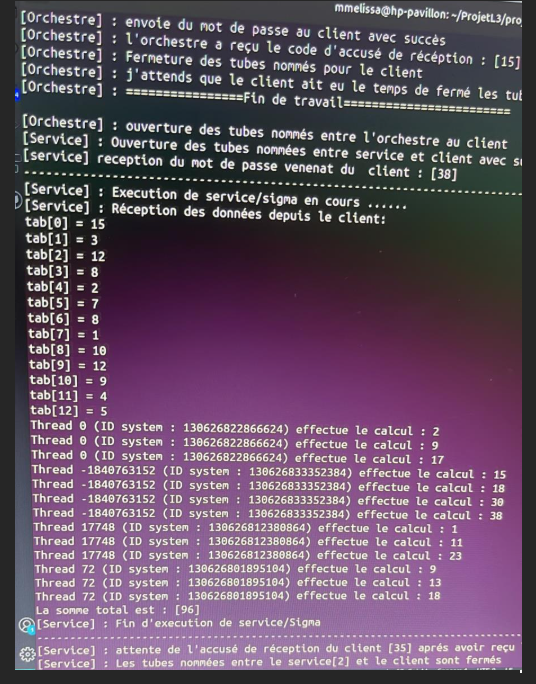 mmelissa@hp-pavillon: ~/ProjetL3/pro
[Orchestre] : envoie du mot de passe au client avec succès
[Orchestre] : l'orchestre a reçu le code d'accusé de récéption : [15]
[Orchestre] : Fermeture des tubes nommés pour le client
[Orchestre] : j'attends que le client ait eu le temps de fermé les tub
[Orchestre] : ================Fin de travail=======================
[Orchestre] : ouverture des tubes nommés entre l'orchestre au client
[Service] : Ouverture des tubes nommées entre service et client avec su
[service] reception du mot de passe venenat du client : [38]
--------------------------------------------------------------
[Service] : Execution de service/sigma en cours ......
[Service] : Réception des données depuis le client:
tab[0] = 15
tab[1] = 3
tab[2] = 12
tab[3] = 8
tab[4] = 2
tab[5] = 7
tab[6] = 8
tab[7] = 1
tab[8] = 10
tab[9] = 12
tab[10] = 9
tab[11] = 4
tab[12] = 5
Thread 0 (ID system : 130626822866624) effectue le calcul : 2
Thread 0 (ID system : 130626822866624) effectue le calcul : 9
Thread 0 (ID system : 130626822866624) effectue le calcul : 17
Thread -1840763152 (ID system : 130626833352384) effectue le calcul : 15
Thread -1840763152 (ID system : 130626833352384) effectue le calcul : 18
Thread -1840763152 (ID system : 130626833352384) effectue le calcul : 30
Thread -1840763152 (ID system : 130626833352384) effectue le calcul : 38
Thread 17748 (ID system : 130626812380864) effectue le calcul : 1
Thread 17748 (ID system : 130626812380864) effectue le calcul : 11
Thread 17748 (ID system : 130626812380864) effectue le calcul : 23
Thread 72 (ID system : 130626801895104) effectue le calcul : 9
Thread 72 (ID system : 130626801895104) effectue le calcul : 13
Thread 72 (ID system : 130626801895104) effectue le calcul : 18
La somme total est : [96]
[Service] : Fin d'execution de service/Sigma
--------------------------------------------------------------
[Service] : attente de l'accusé de réception du client [35] aprés avoir reçu
[Service] : Les tubes nommées entre le service[2] et le client sont fermés